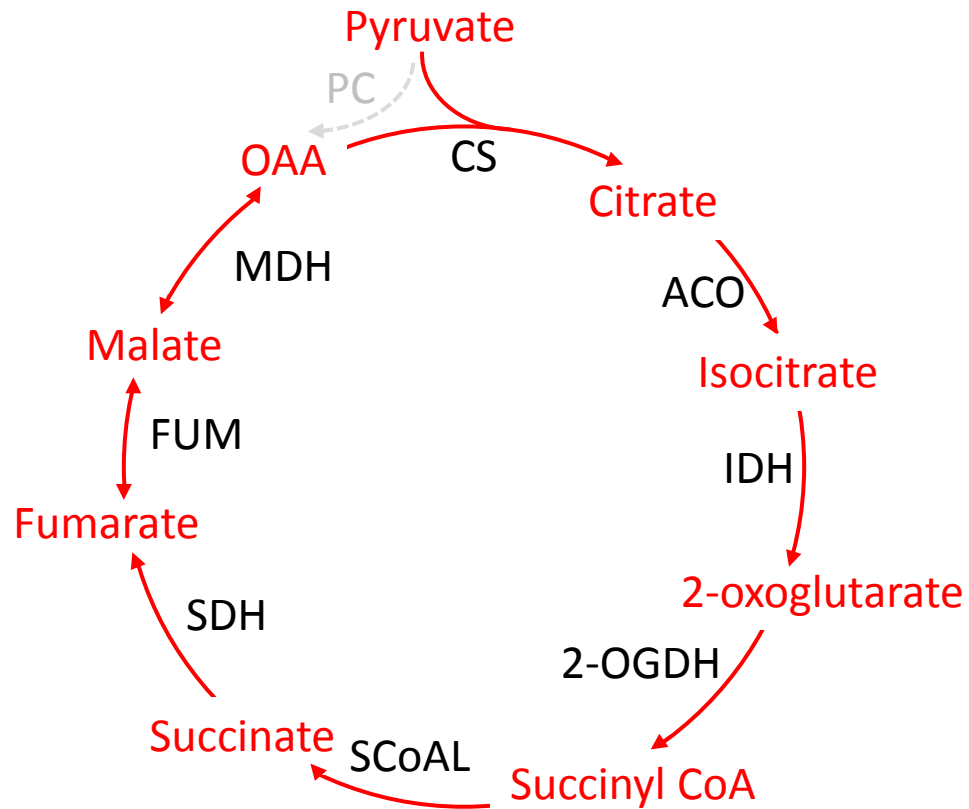 Pyruvate
PC
OAA
CS
Citrate
MDH
ACO
Malate
Isocitrate
FUM
IDH
Fumarate
2-oxoglutarate
SDH
2-OGDH
Succinate
SCoAL
Succinyl CoA